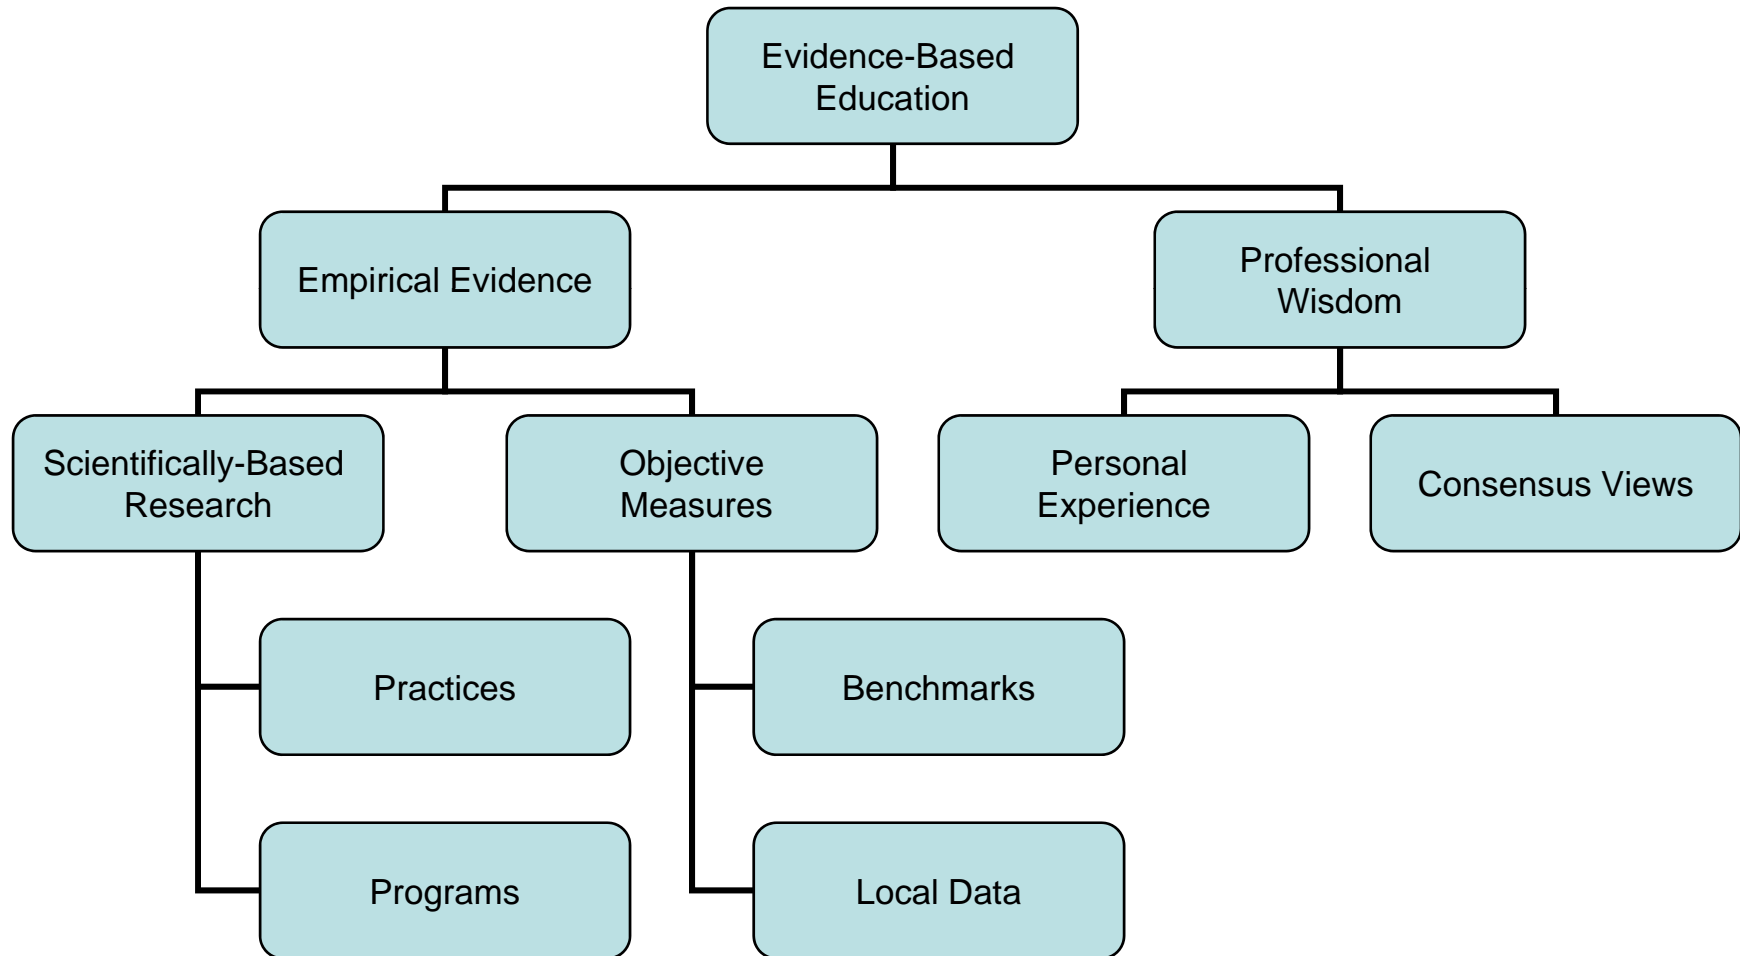 Evidence-Based
Education
Empirical Evidence
Professional
Wisdom
Scientifically-Based
Research
Objective
Measures
Personal
Experience
Consensus Views
Practices
Benchmarks
Programs
Local Data